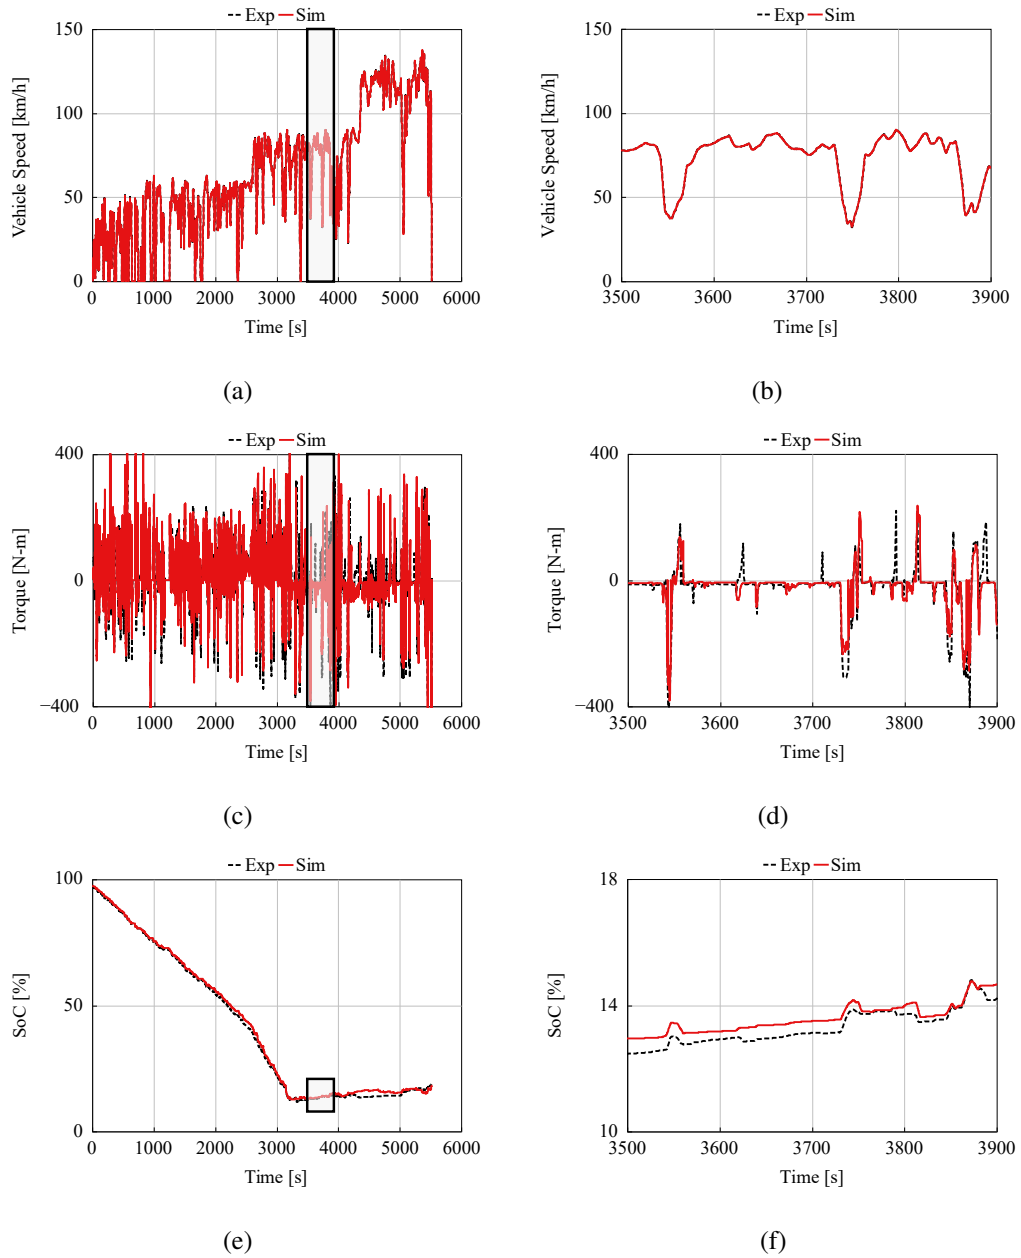 Exp Sim
150
100
50
0
Vehicle Speed [km/h]
0 1000 2000 3000 4000 5000 6000
Time [s]
(a)
Exp Sim
150
100
50
0
Vehicle Speed [km/h]
3500 3600 3700 3800 3900
Time [s]
(b)
Exp Sim
400
0
−400
Torque [N-m]
0 1000 2000 3000 4000 5000 6000
Time [s]
(c)
Exp Sim
400
0
−400
Torque [N-m]
3500 3600 3700 3800 3900
Time [s]
(d)
Exp Sim
100
50
0
SoC [%]
0 1000 2000 3000 4000 5000 6000
Time [s]
(e)
Exp Sim
18
14
10
SoC [%]
3500 3600 3700 3800 3900
Time [s]
(f)